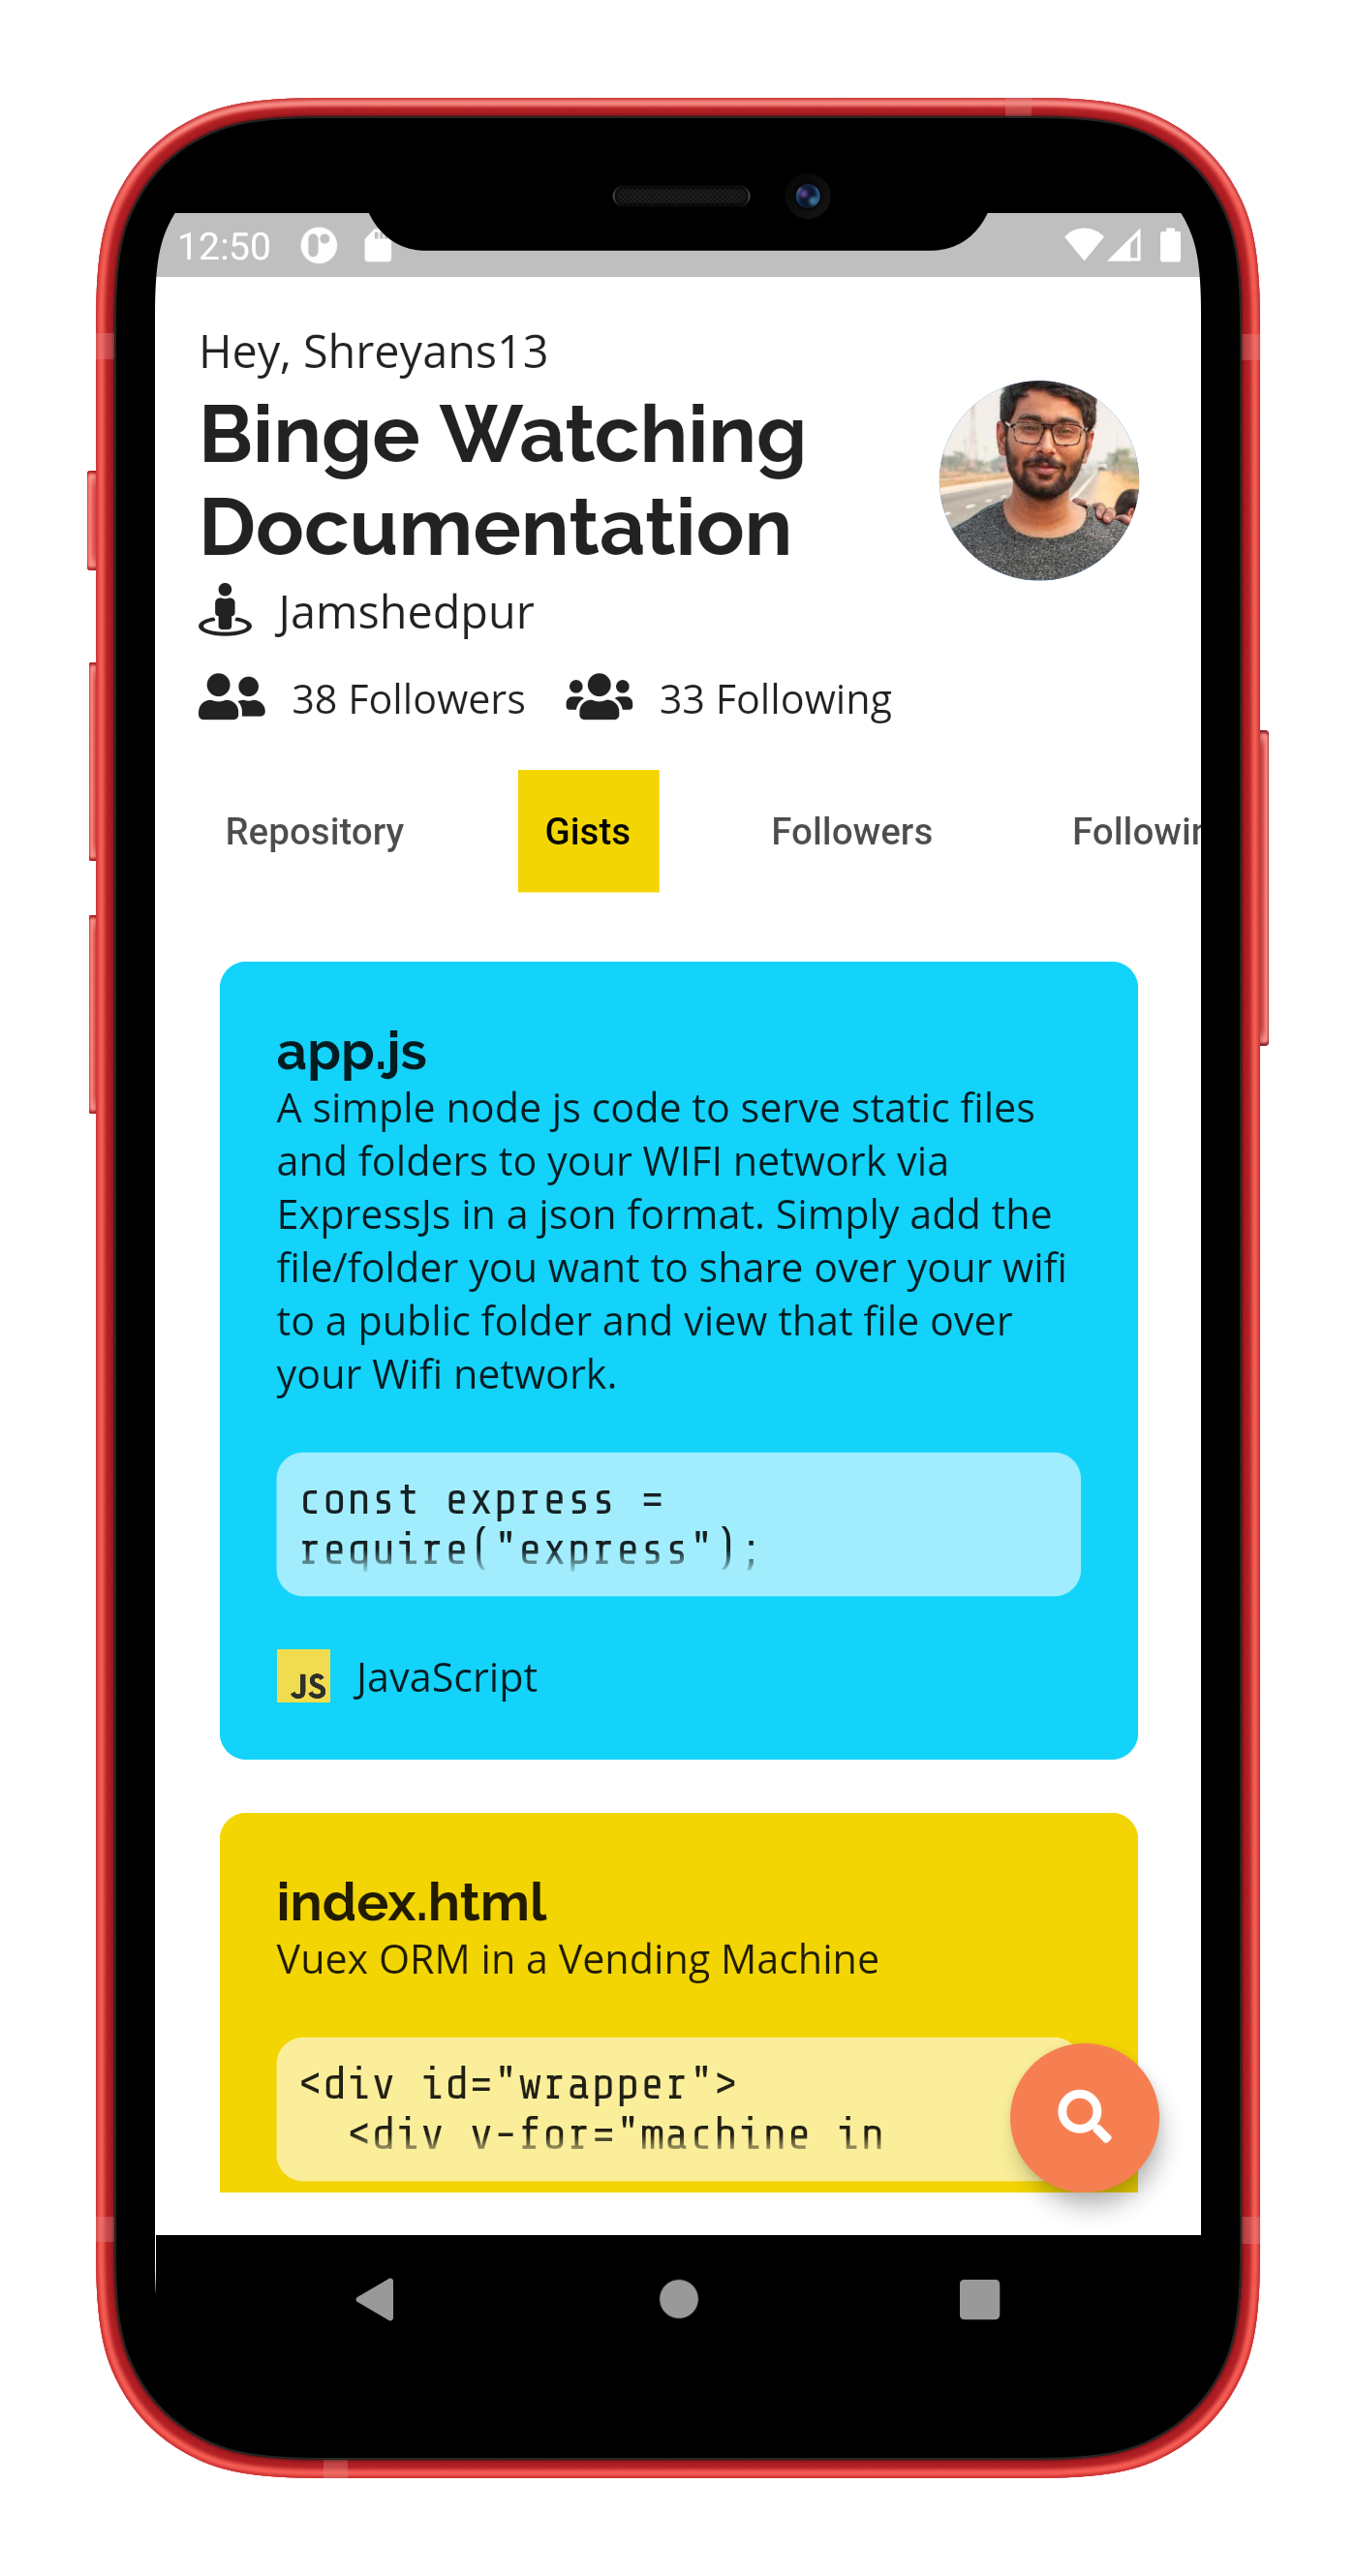 12:50
Hey, Shreyans13
Binge Watching
Documentation
Jamshedpur
38 Followers 33 Following
Repository Gists Followers Followin
app.js
A simple node js code to serve static files
and folders to your WIFI network via
ExpressJs in a json format. Simply add the
file/folder you want to share over your wifi
to a public folder and view that file over
your Wifi network.
const express =
require("express");
JS JavaScript
index.html
Vuex ORM in a Vending Machine
<div id="wrapper">
  <div v-for="machine in